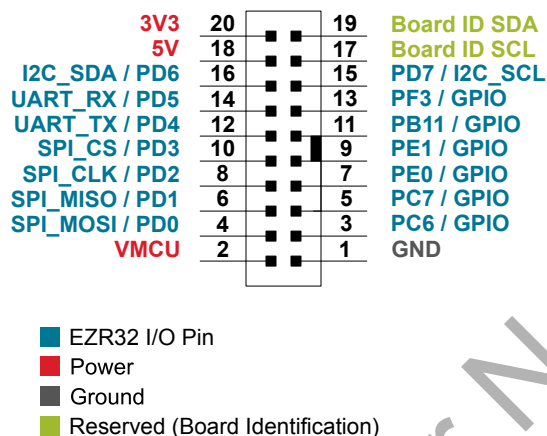 3V3 20 19 Board ID SDA
5V 18 17 Board ID SCL
I2C_SDA / PD6 16 15 PD7 / I2C_SCL
UART_RX / PD5 14 13 PF3 / GPIO
UART_TX / PD4 12 11 PB11 / GPIO
SPI_CS / PD3 10 9 PE1 / GPIO
SPI_CLK / PD2 8 7 PE0 / GPIO
SPI_MISO / PD1 6 5 PC7 / GPIO
SPI_MOSI / PD0 4 3 PC6 / GPIO
VMCU 2 1 GND
EZR32 I/O Pin
Power
Ground
Reserved (Board Identification)